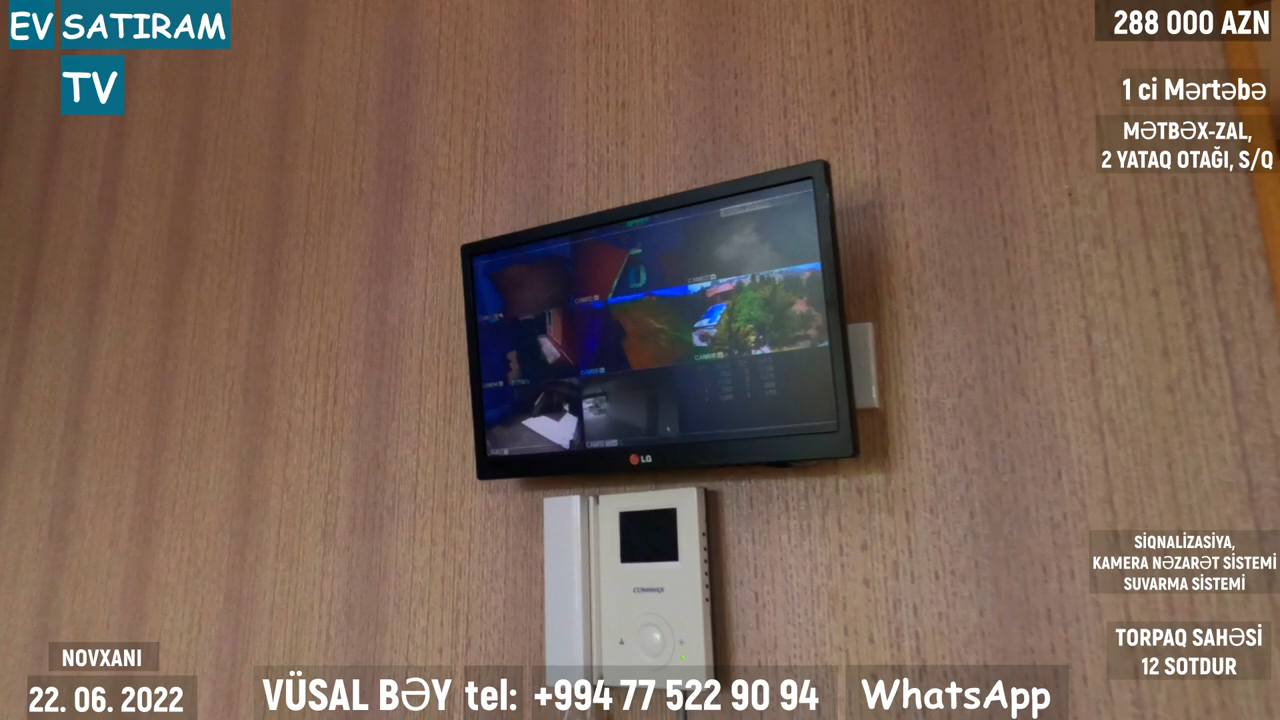 EV SATIRAM
TV
288 000 AZN
1 ci Mərtəbə
MƏTBƏX-ZAL,
2 YATAQ OTAĞI, S/Q
LG
COMMAX
SİQNALİZASİYA,
KAMERA NƏZARƏT SİSTEMİ
SUVARMA SİSTEMİ
TORPAQ SAHƏSİ
12 SOTDUR
NOVXANI
22. 06. 2022
VÜSAL BƏY tel: +994 77 522 90 94 WhatsApp